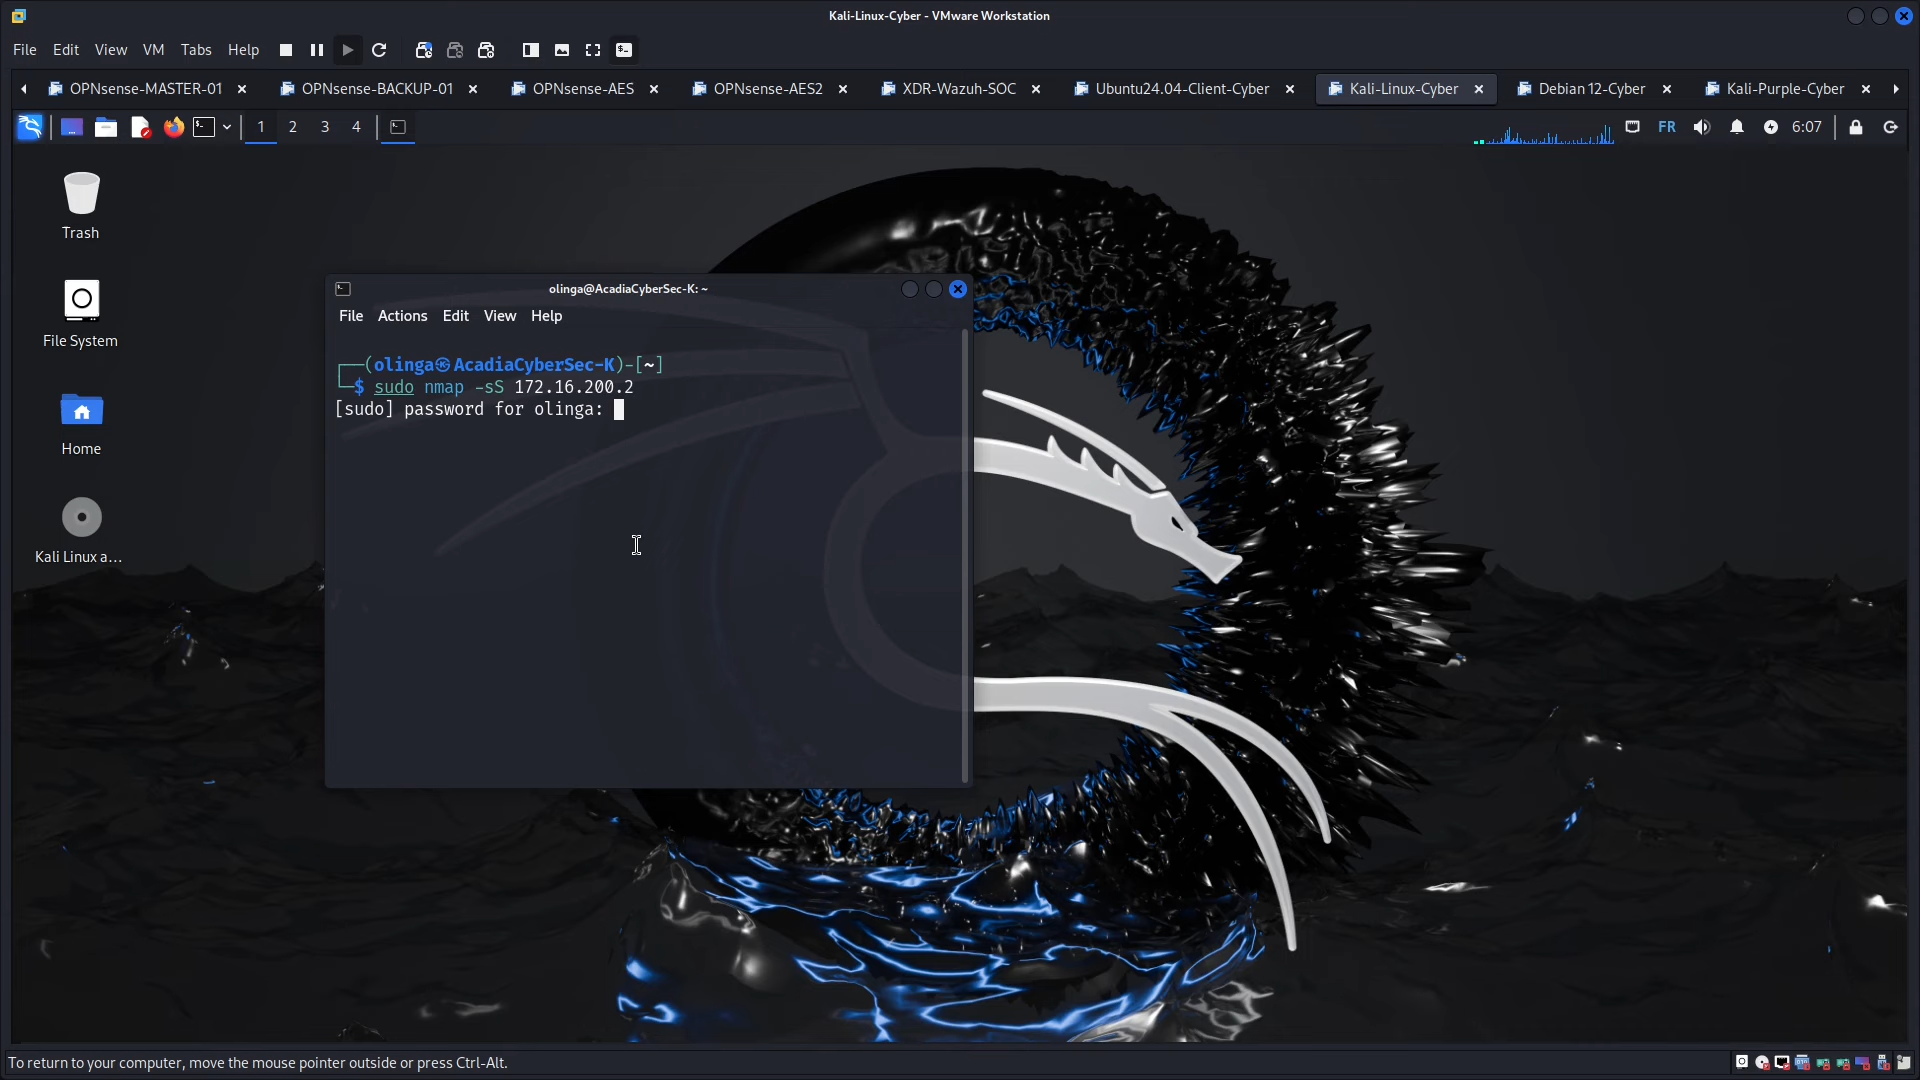 Kali-Linux-Cyber - VMware Workstation
File Edit View VM Tabs Help
OPNsense-MASTER-01 OPNsense-BACKUP-01 OPNsense-AES OPNsense-AES2 XDR-Wazuh-SOC Ubuntu24.04-Client-Cyber Kali-Linux-Cyber Debian 12-Cyber Kali-Purple-Cyber
1 2 3 4 FR 6:07
Trash
File System
Home
Kali Linux a...
olinga@AcadiaCyberSec-K: ~
File Actions Edit View Help
┌──(olinga㉿AcadiaCyberSec-K)-[~]
└─$ sudo nmap -sS 172.16.200.2
[sudo] password for olinga:
To return to your computer, move the mouse pointer outside or press Ctrl-Alt.